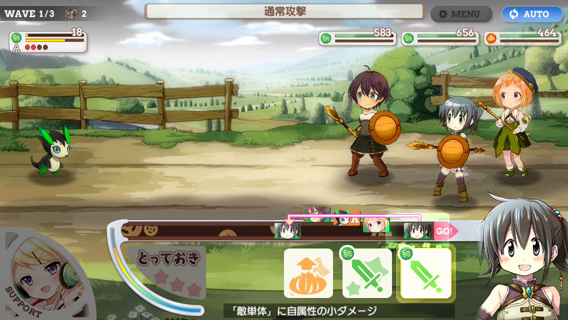 WAVE 1/3
2
通常攻撃
MENU
AUTO
18
A
583
656
464
GO!
とっておき
SUPPORT
「敵単体」に自属性の小ダメージ